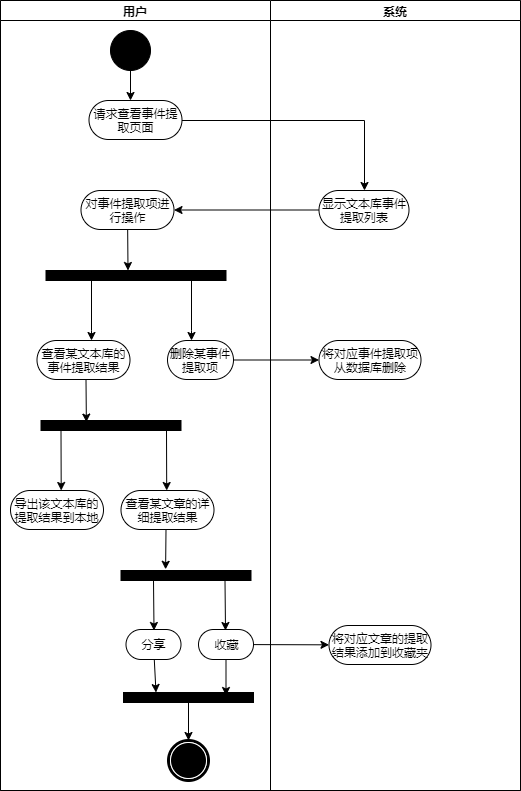 用户
系统
请求查看事件提
取页面
对事件提取项进
行操作
显示文本库事件
提取列表
查看某文本库的
事件提取结果
删除某事件
提取项
将对应事件提取项
从数据库删除
导出该文本库的
提取结果到本地
查看某文章的详
细提取结果
分享
收藏
将对应文章的提取
结果添加到收藏夹